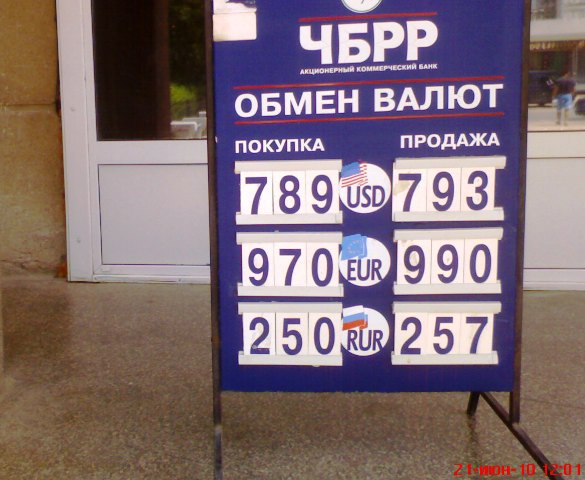 ЧБРР
АКЦИОНЕРНЫЙ КОММЕРЧЕСКИЙ БАНК
ОБМЕН ВАЛЮТ
ПОКУПКА ПРОДАЖА
789 USD 793
970 EUR 990
250 RUR 257
21-июн-10 12:01